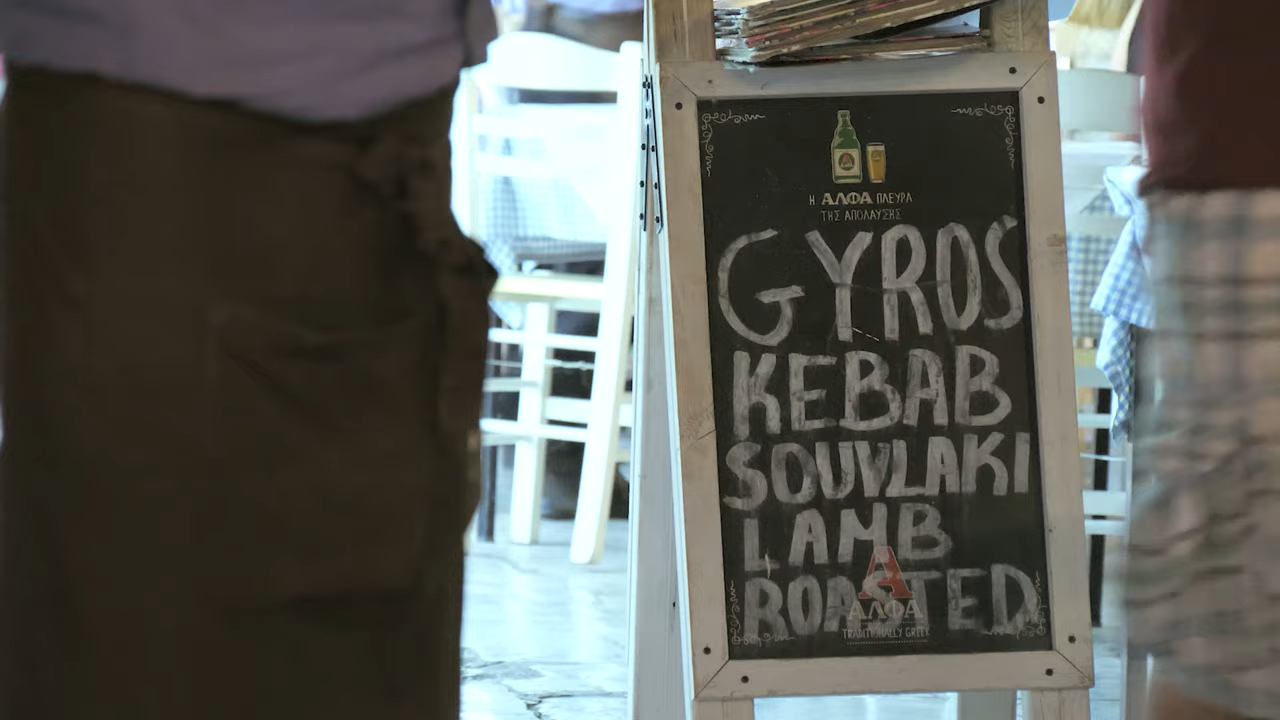 Η ΑΛΦΑ ΠΛΕΥΡΑ
ΤΗΣ ΑΠΟΛΑΥΣΗΣ
GYROS
KEBAB
SOUVLAKI
LAMB
ROASTED
ΑΛΦΑ
TRADITIONALLY GREEK